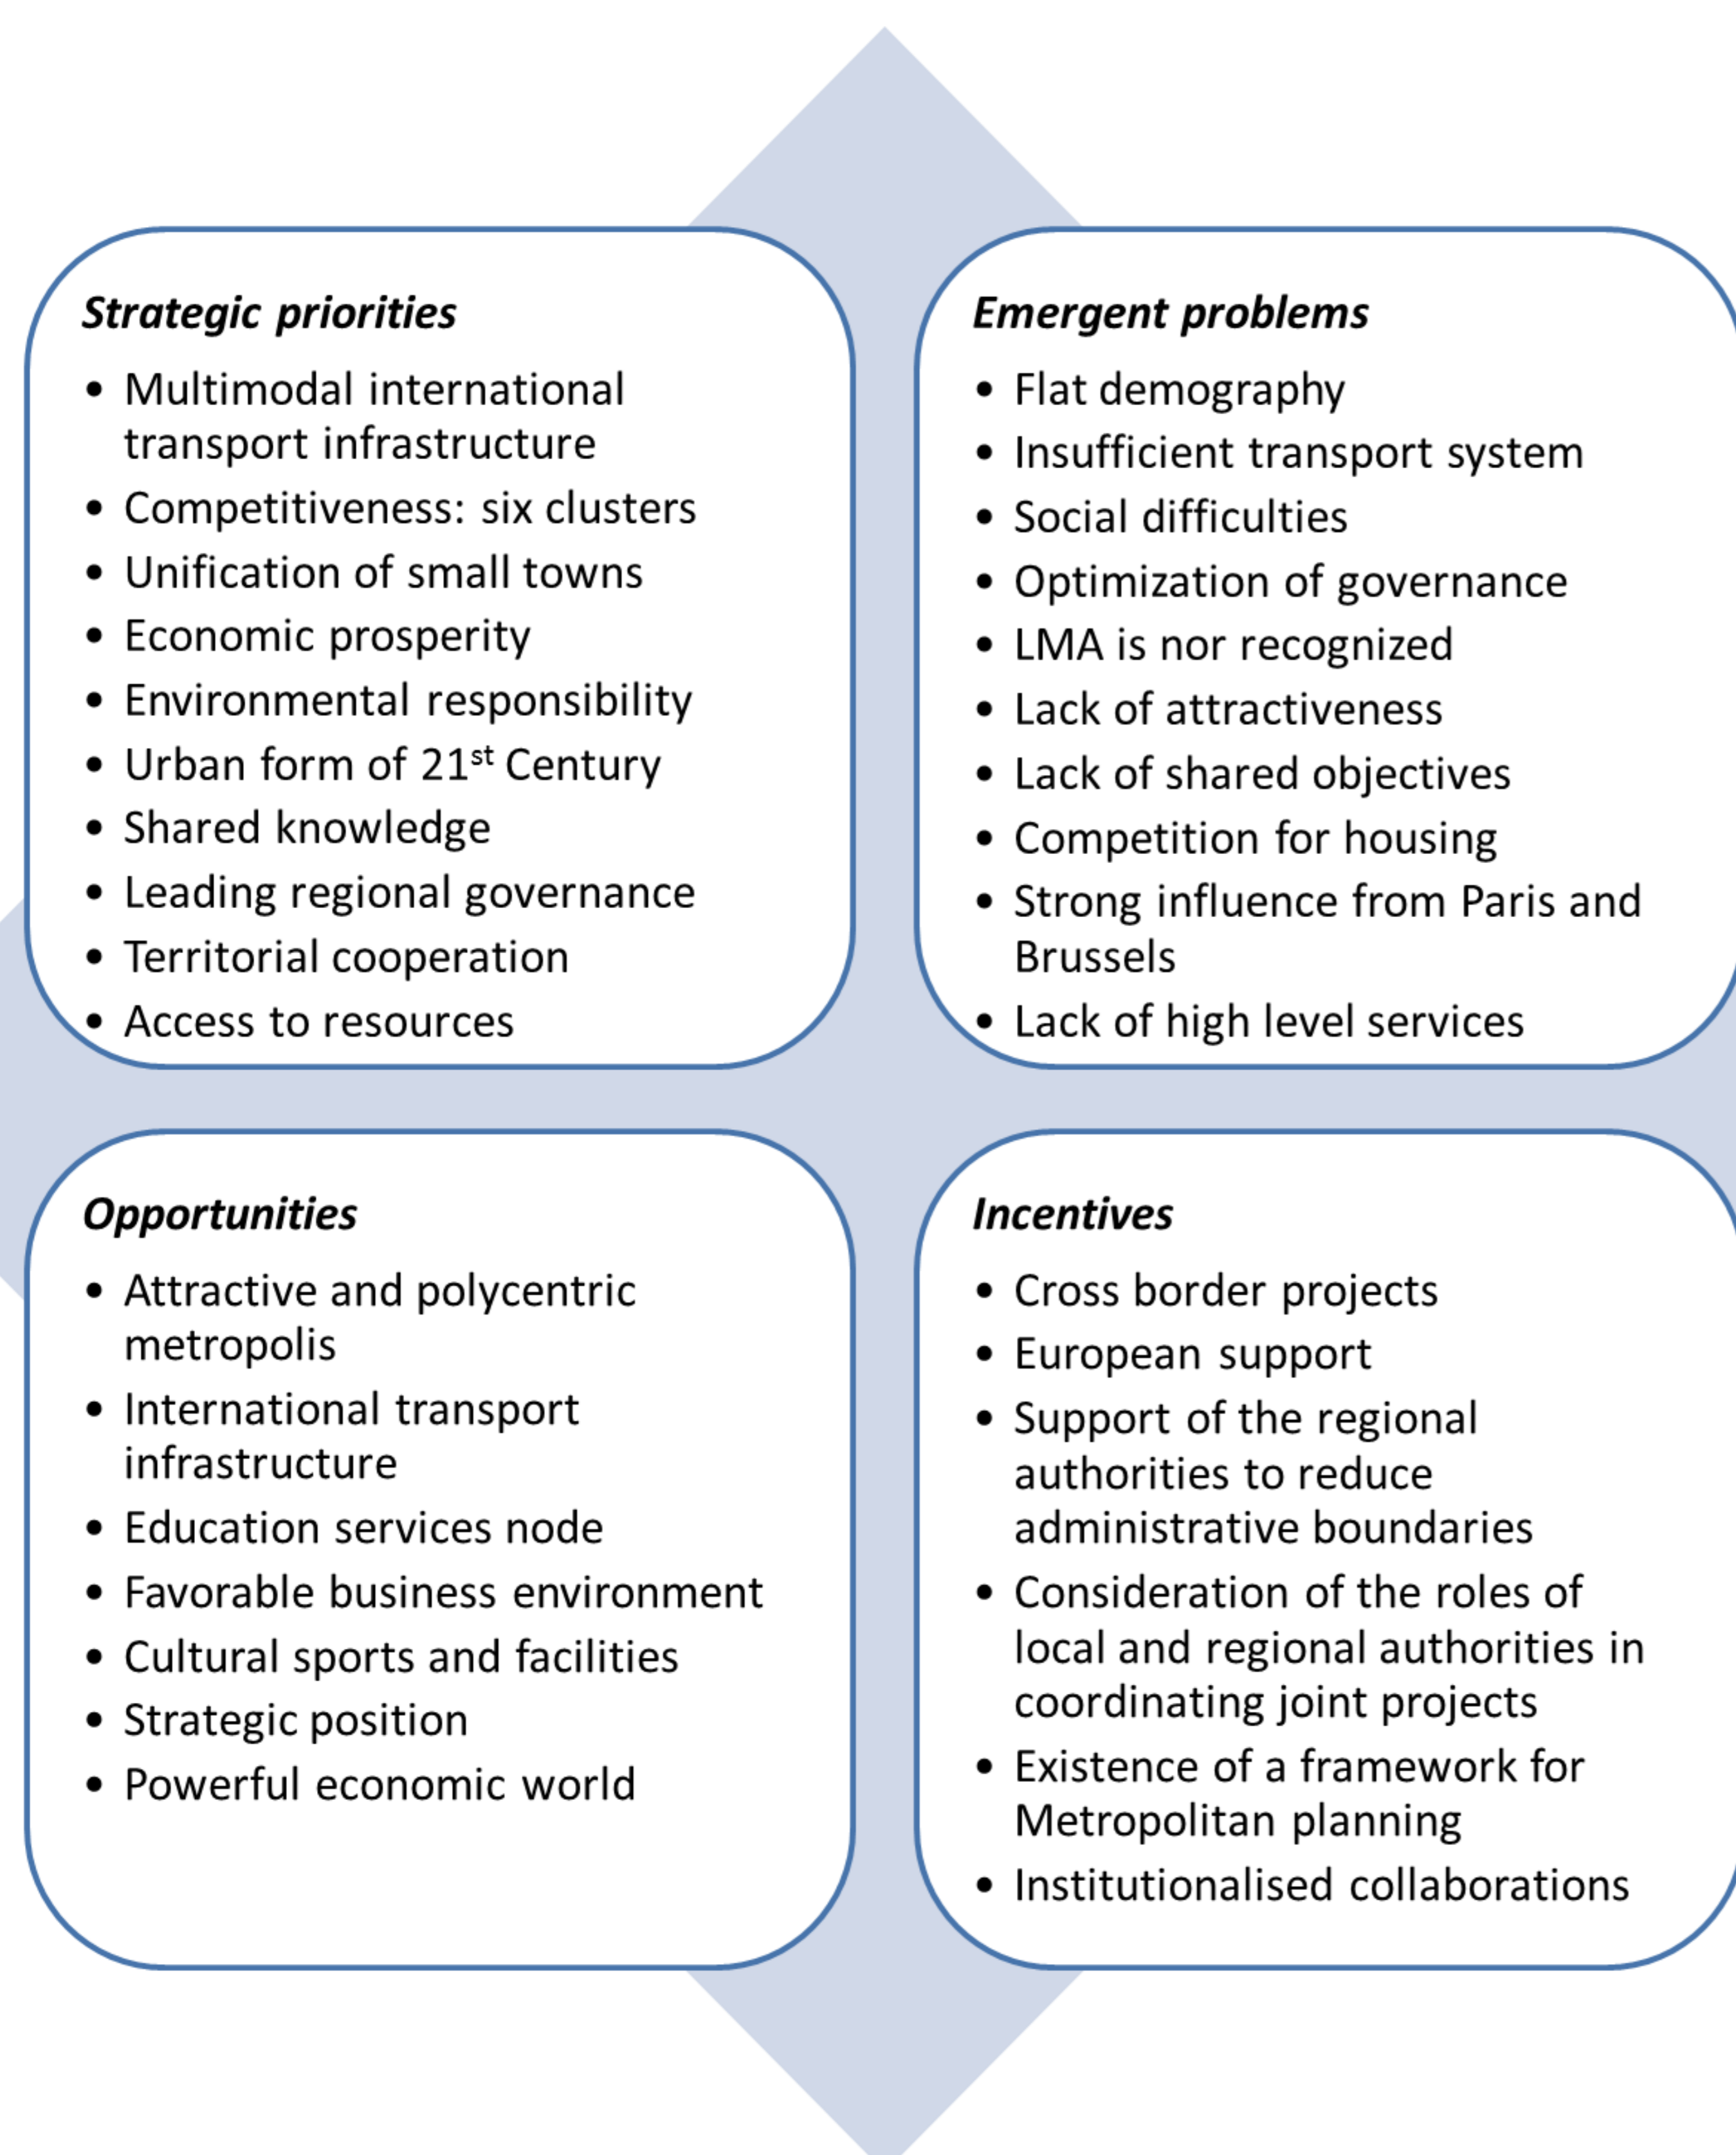 Strategic priorities
• Multimodal international
transport infrastructure
• Competitiveness: six clusters
• Unification of small towns
• Economic prosperity
• Environmental responsibility
• Urban form of 21st Century
• Shared knowledge
• Leading regional governance
• Territorial cooperation
• Access to resources
Emergent problems
• Flat demography
• Insufficient transport system
• Social difficulties
• Optimization of governance
• LMA is nor recognized
• Lack of attractiveness
• Lack of shared objectives
• Competition for housing
• Strong influence from Paris and
Brussels
• Lack of high level services
Opportunities
• Attractive and polycentric
metropolis
• International transport
infrastructure
• Education services node
• Favorable business environment
• Cultural sports and facilities
• Strategic position
• Powerful economic world
Incentives
• Cross border projects
• European support
• Support of the regional
authorities to reduce
administrative boundaries
• Consideration of the roles of
local and regional authorities in
coordinating joint projects
• Existence of a framework for
Metropolitan planning
• Institutionalised collaborations